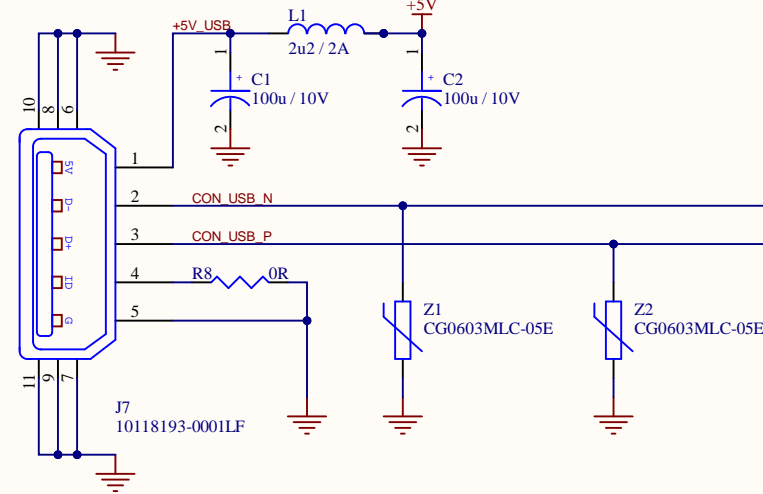 +5V
+5V_USB
L1
2u2 / 2A
1
+ C1
100u / 10V
2
1
+ C2
100u / 10V
2
10
8
6
5V
D-
D+
ID
G
1
2
CON_USB_N
3
CON_USB_P
4
R8
0R
5
Z1
CG0603MLC-05E
Z2
CG0603MLC-05E
11
9
7
J7
10118193-0001LF